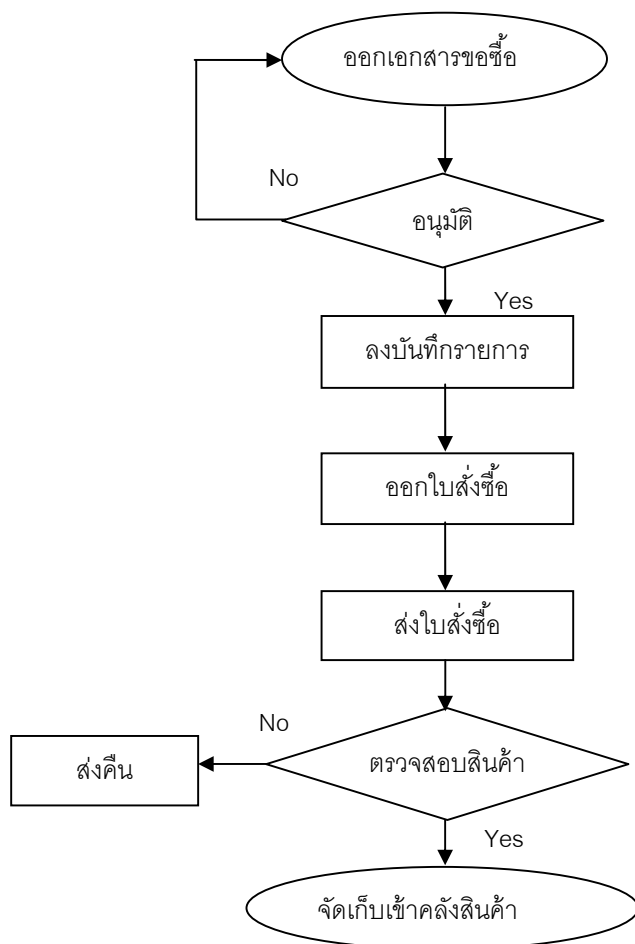 ออกเอกสารขอซื้อ
No
อนุมัติ
Yes
ลงบันทึกรายการ
ออกใบสั่งซื้อ
ส่งใบสั่งซื้อ
No
ส่งคืน
ตรวจสอบสินค้า
Yes
จัดเก็บเข้าคลังสินค้า